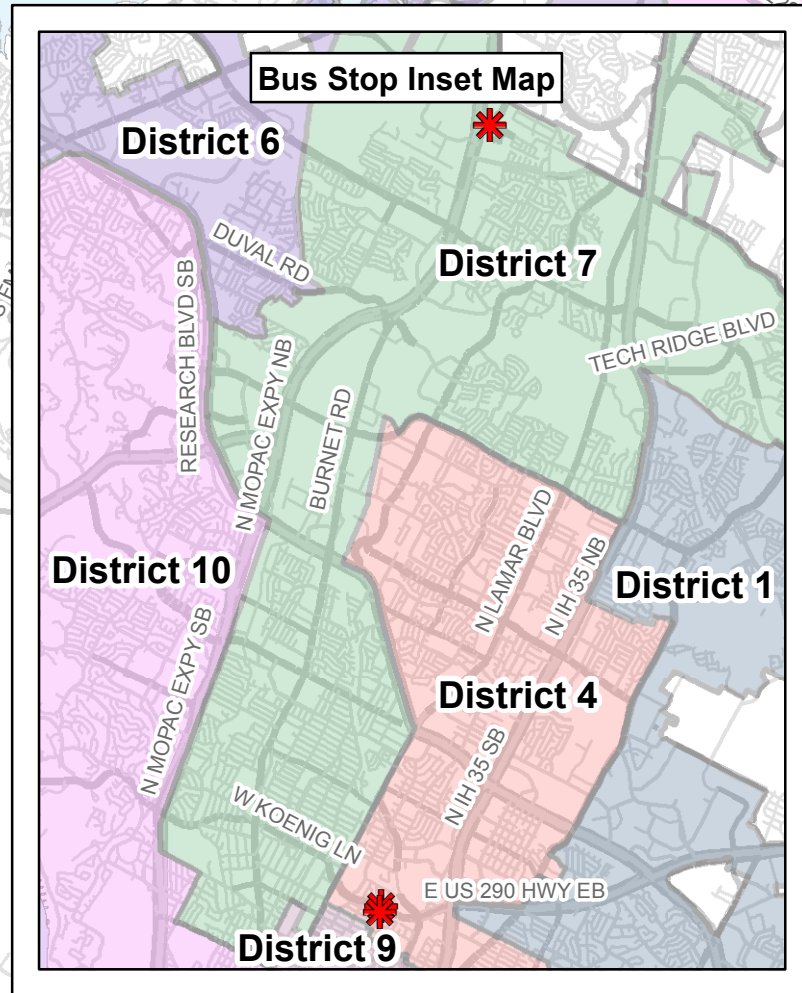 Bus Stop Inset Map
District 6
DUVAL RD
District 7
RESEARCH BLVD SB
TECH RIDGE BLVD
N MOPAC EXPY NB
BURNET RD
N LAMAR BLVD
N IH 35 NB
District 10
District 1
N MOPAC EXPY SB
District 4
N IH 35 SB
W KOENIG LN
E US 290 HWY EB
District 9